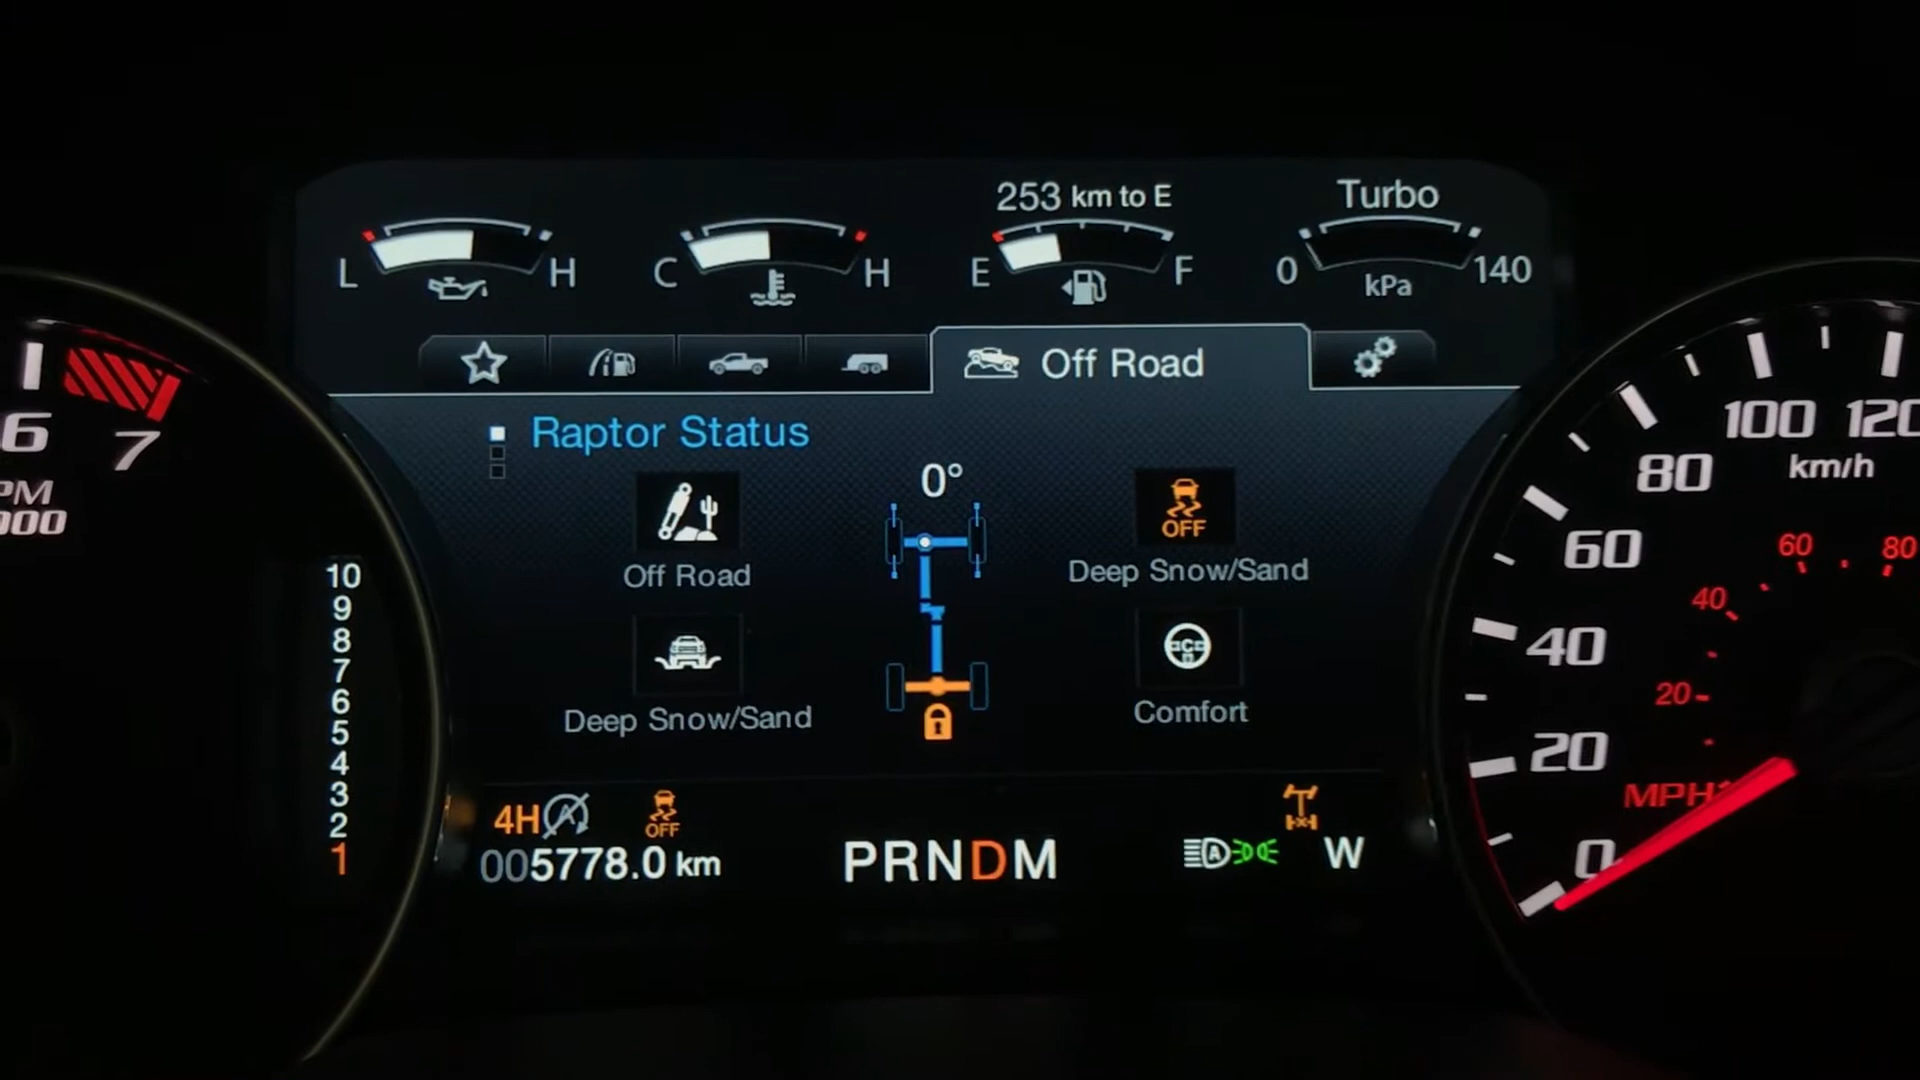 253 km to E
Turbo
L H
C H
E F
0 140
kPa
Off Road
Raptor Status
0°
OFF
Off Road
Deep Snow/Sand
Deep Snow/Sand
Comfort
6 7
000
10
9
8
7
6
5
4
3
2
1
4H A
OFF
005778.0 km
PRNDM
A
W
100 120
80
km/h
60
40
20
0
60 80
40
20
MPH